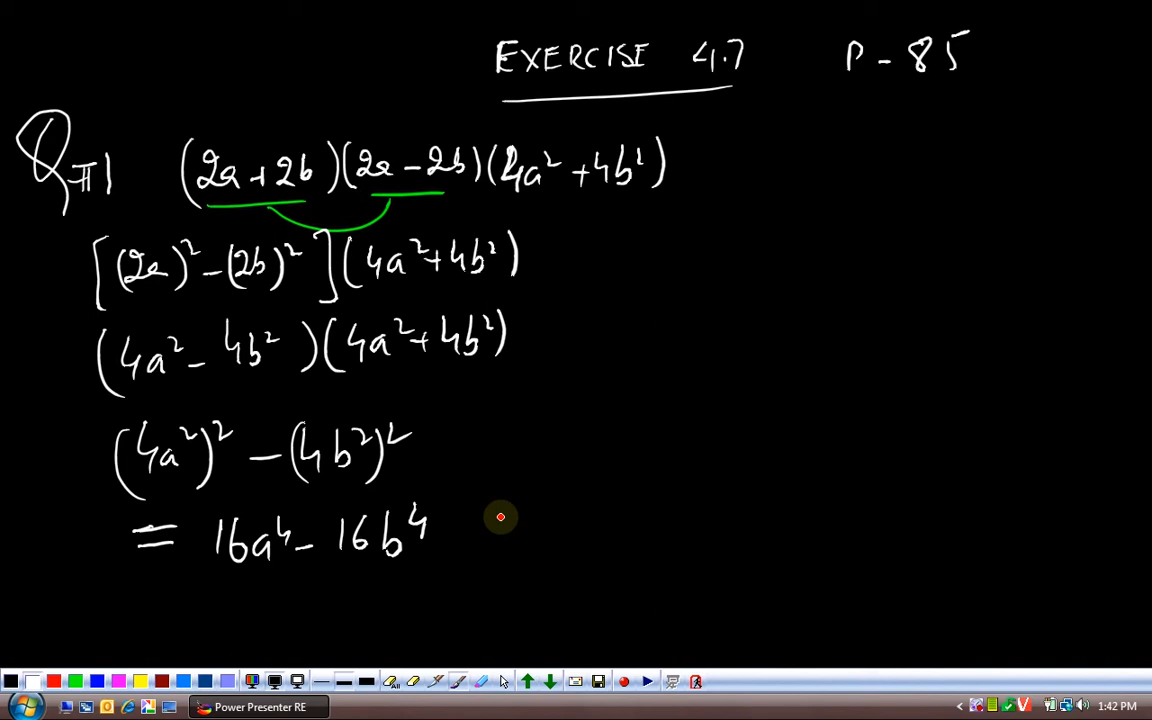 EXERCISE 4.7 P-85
Q#1 (2a+2b)(2a-2b)(4a²+4b²)
[(2a)²-(2b)²](4a²+4b²)
(4a²-4b²)(4a²+4b²)
(4a²)²-(4b²)²
= 16a⁴-16b⁴
Power Presenter RE
1:42 PM